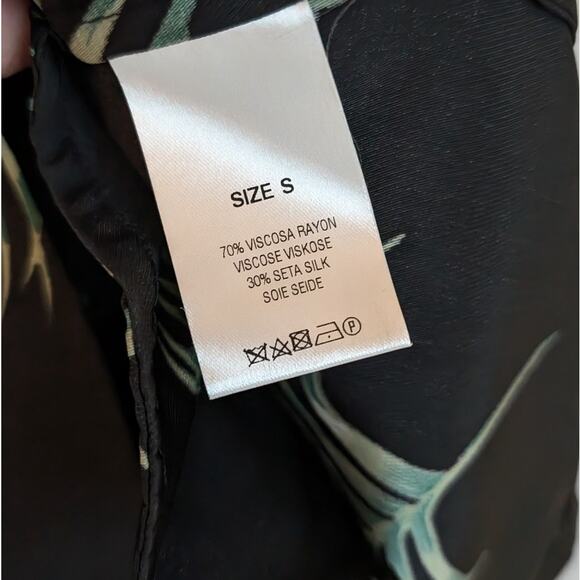 SIZE S
70% VISCOSA RAYON
VISCOSE VISKOSE
30% SETA SILK
SOIE SEIDE
P